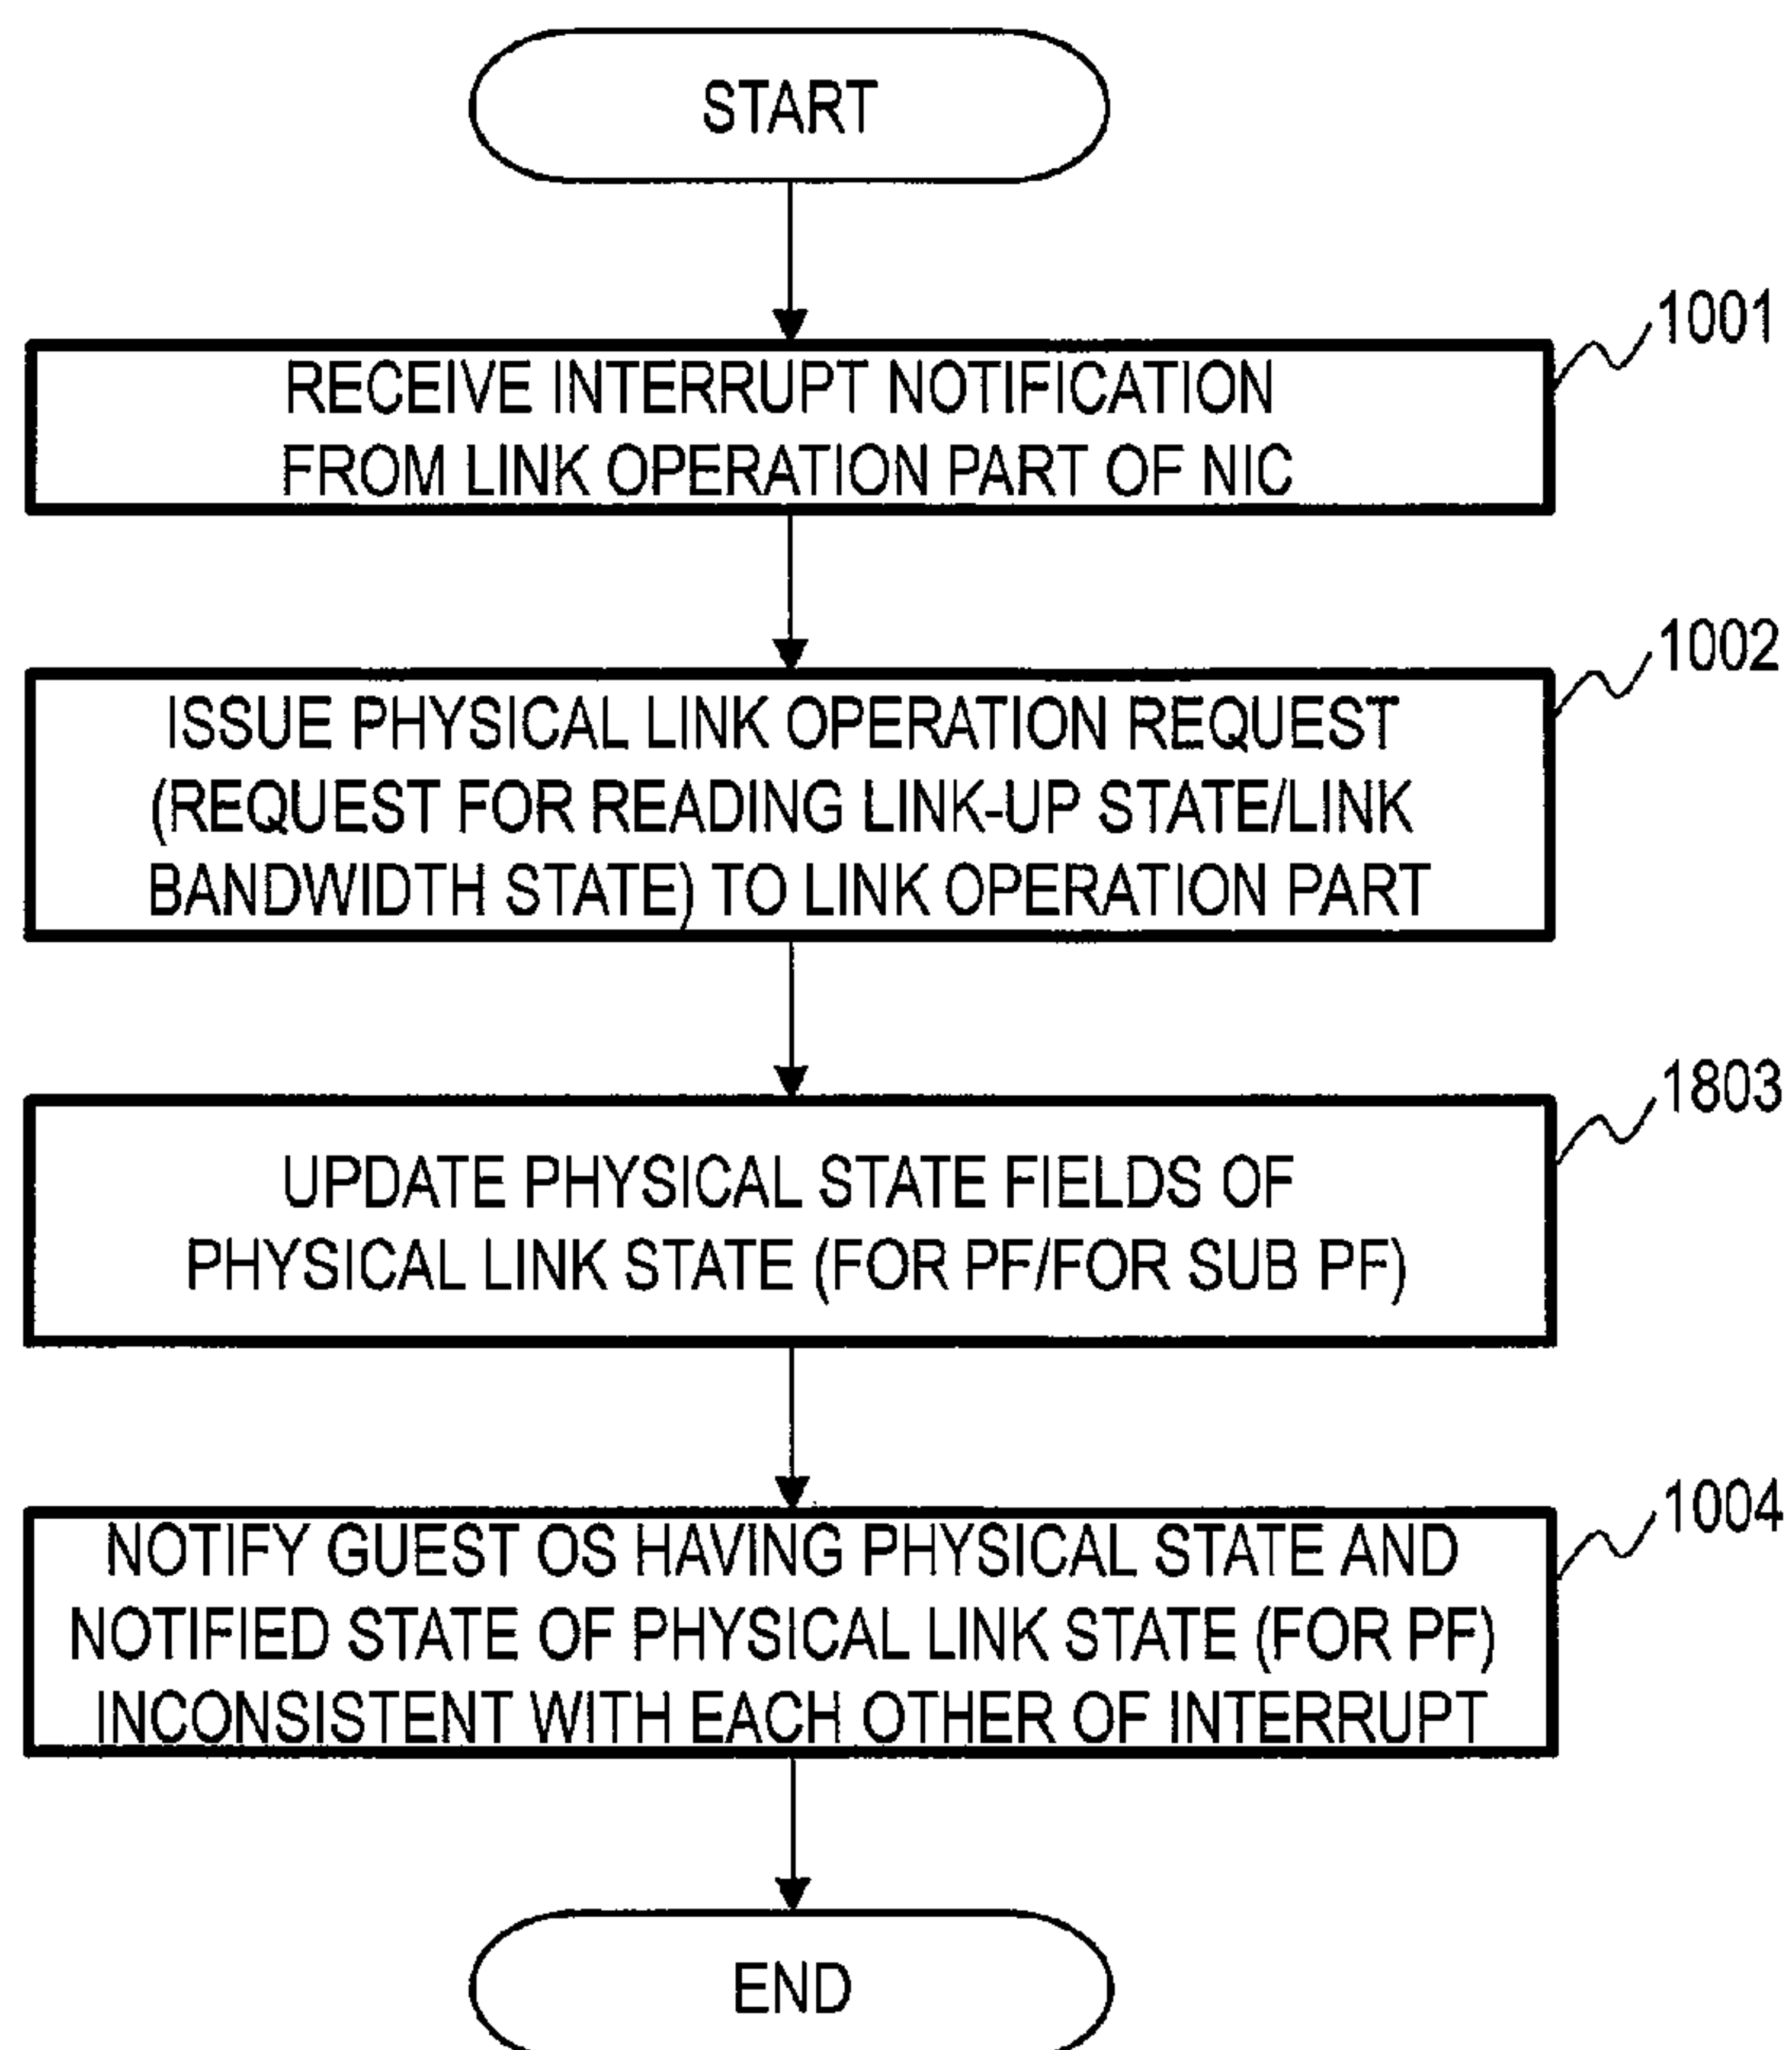 START
1001
RECEIVE INTERRUPT NOTIFICATION
FROM LINK OPERATION PART OF NIC
1002
ISSUE PHYSICAL LINK OPERATION REQUEST
(REQUEST FOR READING LINK-UP STATE/LINK
BANDWIDTH STATE) TO LINK OPERATION PART
1803
UPDATE PHYSICAL STATE FIELDS OF
PHYSICAL LINK STATE (FOR PF/FOR SUB PF)
1004
NOTIFY GUEST OS HAVING PHYSICAL STATE AND
NOTIFIED STATE OF PHYSICAL LINK STATE (FOR PF)
INCONSISTENT WITH EACH OTHER OF INTERRUPT
END